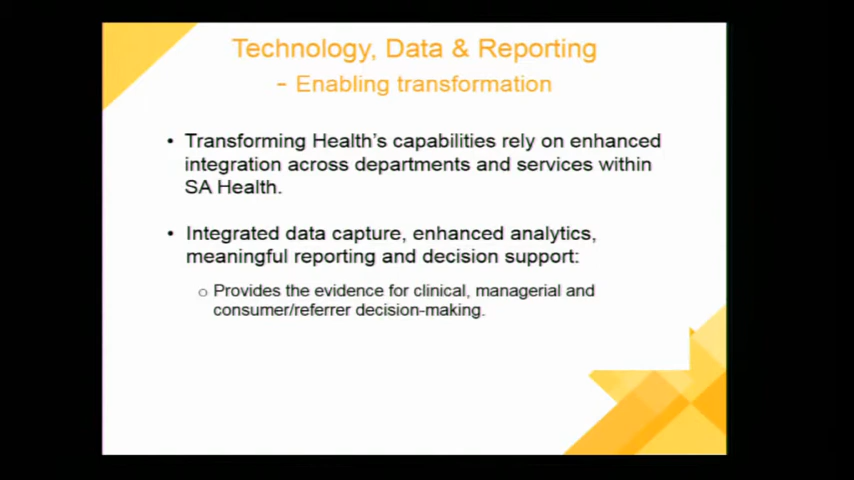 Technology, Data & Reporting
- Enabling transformation
• Transforming Health's capabilities rely on enhanced
integration across departments and services within
SA Health.
• Integrated data capture, enhanced analytics,
meaningful reporting and decision support:
o Provides the evidence for clinical, managerial and
consumer/referrer decision-making.